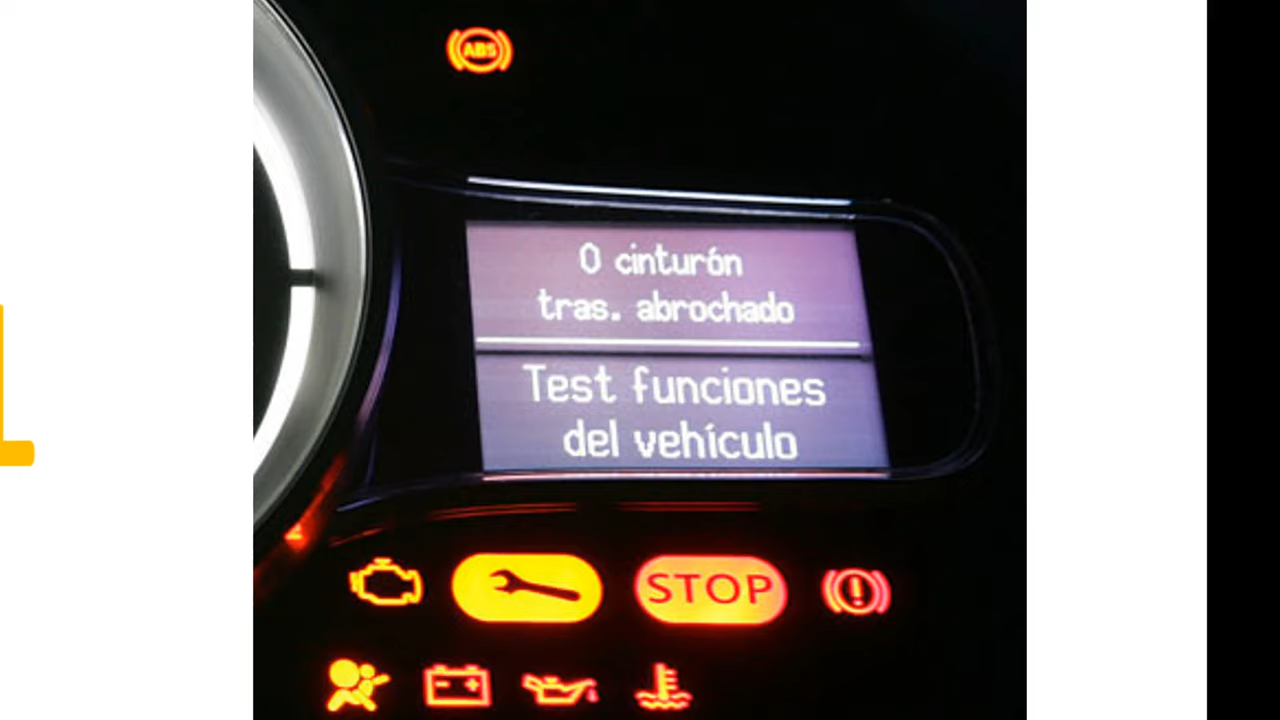 ABS
0 cinturón
tras. abrochado
Test funciones
del vehículo
STOP